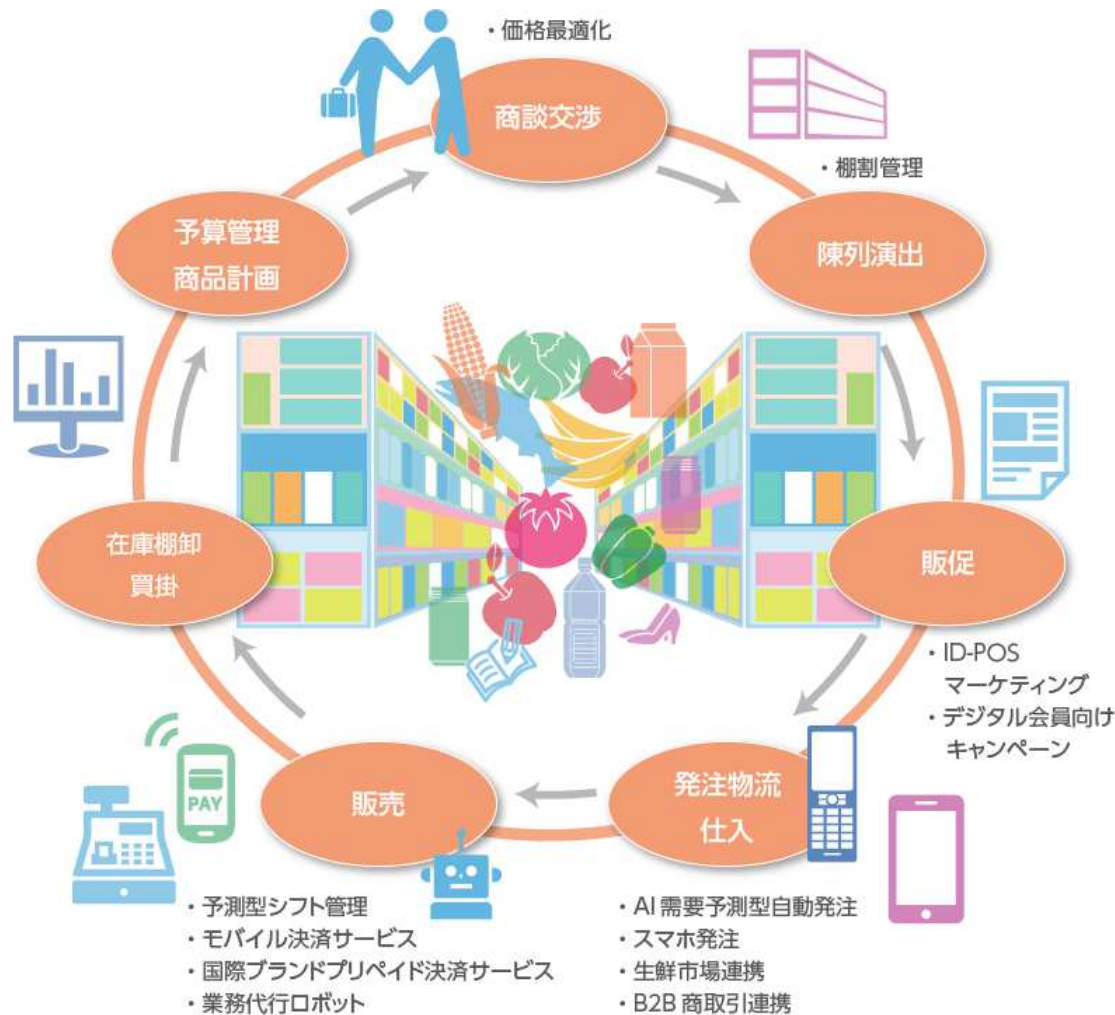 ・価格最適化
商談交渉
・棚割管理
陳列演出
販促
・ID-POS
マーケティング
・デジタル会員向け
キャンペーン
発注物流
仕入
・AI 需要予測型自動発注
・スマホ発注
・生鮮市場連携
・B2B 商取引連携
販売
PAY
・予測型シフト管理
・モバイル決済サービス
・国際ブランドプリペイド決済サービス
・業務代行ロボット
在庫棚卸
買掛
予算管理
商品計画